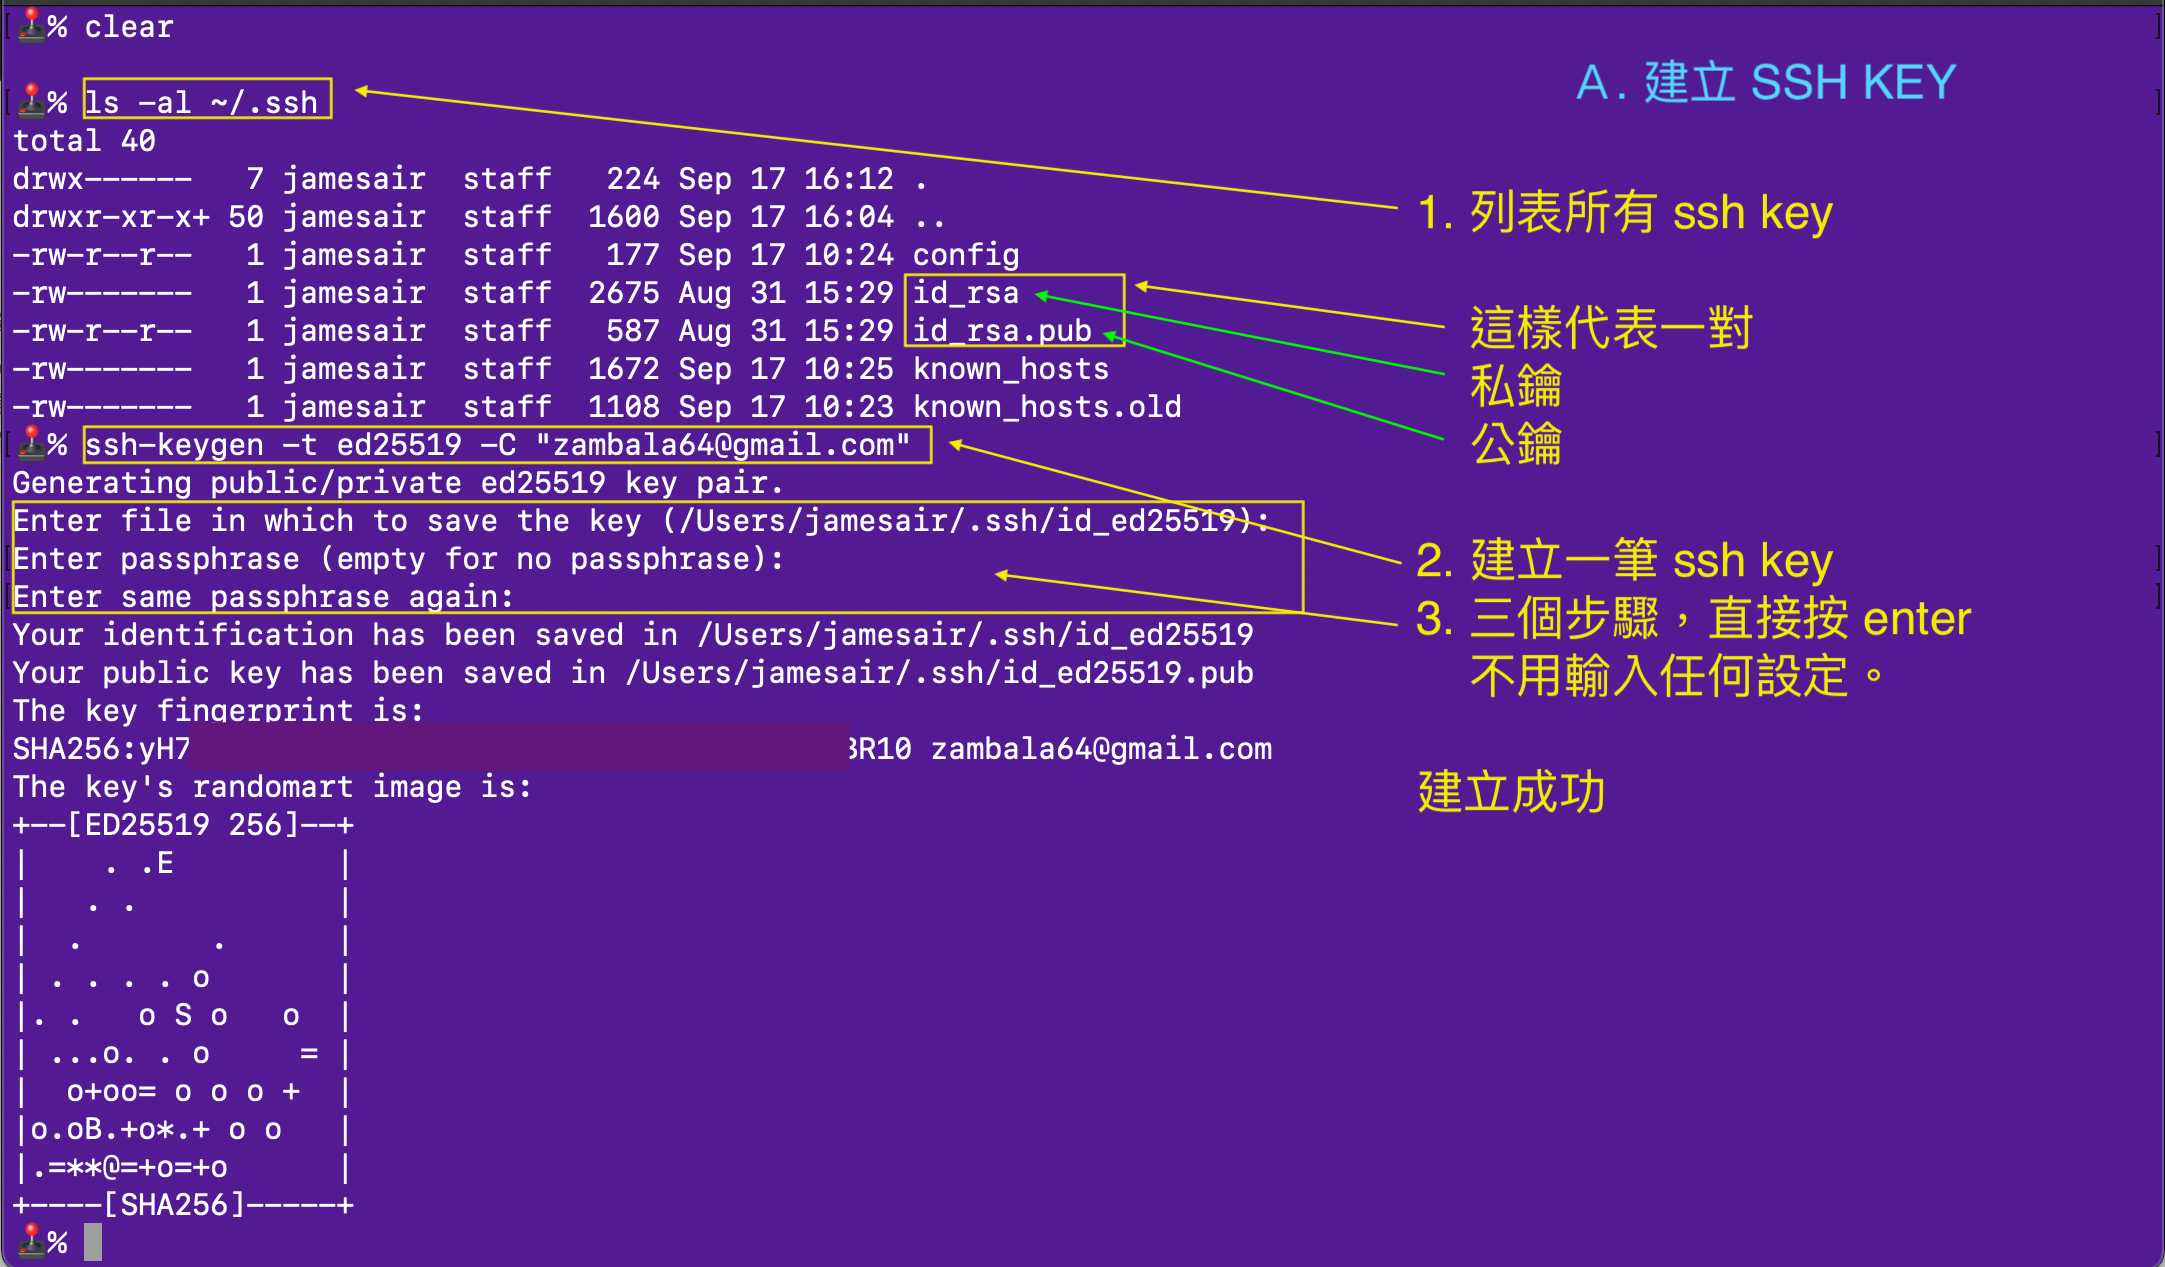 % clear
A. 建立 SSH KEY
% ls -al ~/.ssh
total 40
drwx------   7 jamesair  staff   224 Sep 17 16:12 .
drwxr-xr-x+ 50 jamesair  staff  1600 Sep 17 16:04 ..
1. 列表所有 ssh key
-rw-r--r--   1 jamesair  staff   177 Sep 17 10:24 config
-rw-------   1 jamesair  staff  2675 Aug 31 15:29 id_rsa
-rw-r--r--   1 jamesair  staff   587 Aug 31 15:29 id_rsa.pub
這樣代表一對
-rw-------   1 jamesair  staff  1672 Sep 17 10:25 known_hosts
私鑰
-rw-------   1 jamesair  staff  1108 Sep 17 10:23 known_hosts.old
公鑰
% ssh-keygen -t ed25519 -C "zambala64@gmail.com"
Generating public/private ed25519 key pair.
Enter file in which to save the key (/Users/jamesair/.ssh/id_ed25519):
Enter passphrase (empty for no passphrase):
2. 建立一筆 ssh key
Enter same passphrase again:
3. 三個步驟，直接按 enter
Your identification has been saved in /Users/jamesair/.ssh/id_ed25519
Your public key has been saved in /Users/jamesair/.ssh/id_ed25519.pub
不用輸入任何設定。
The key fingerprint is:
SHA256:yH7 BR10 zambala64@gmail.com
The key's randomart image is:
建立成功
+--[ED25519 256]--+
|     . .E        |
|    . .          |
|   .       .     |
| . . . . o       |
|. .   o S o   o  |
| ...o. . o     = |
|  o+oo= o o o +  |
|o.oB.+o*.+ o o   |
|.=**@=+o=+o      |
+----[SHA256]-----+
%